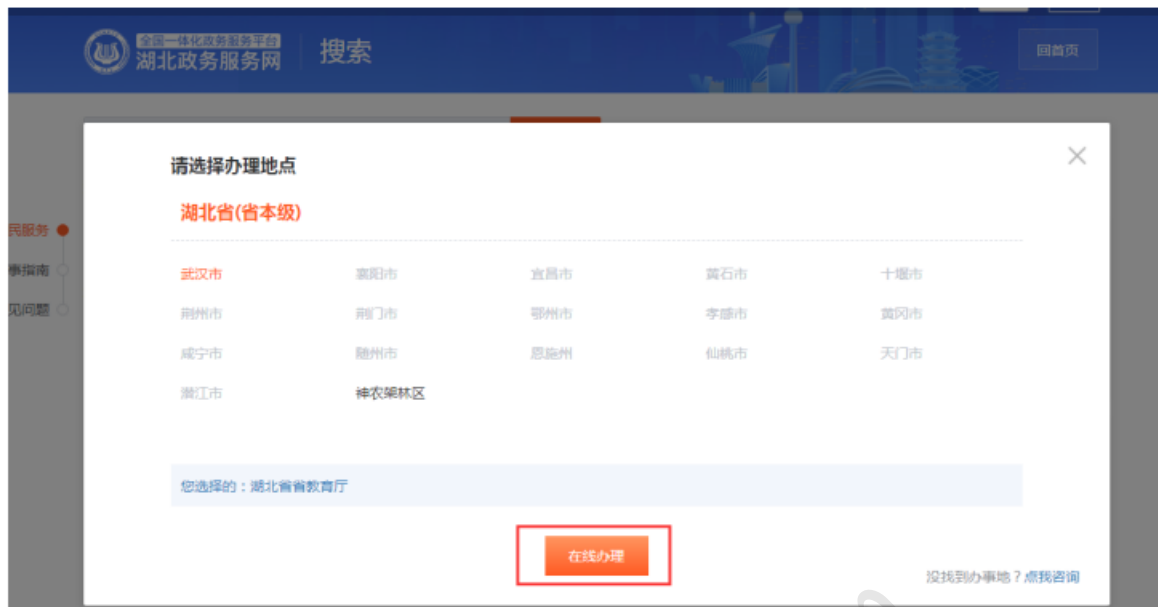 全国一体化政务服务平台
湖北政务服务网
搜索
回首页
请选择办理地点
湖北省(省本级)
民服务
事指南
见问题
武汉市 襄阳市 宜昌市 黄石市 十堰市
荆州市 荆门市 鄂州市 孝感市 黄冈市
咸宁市 随州市 恩施州 仙桃市 天门市
潜江市 神农架林区
您选择的：湖北省省教育厅
在线办理
没找到办事地？点我咨询